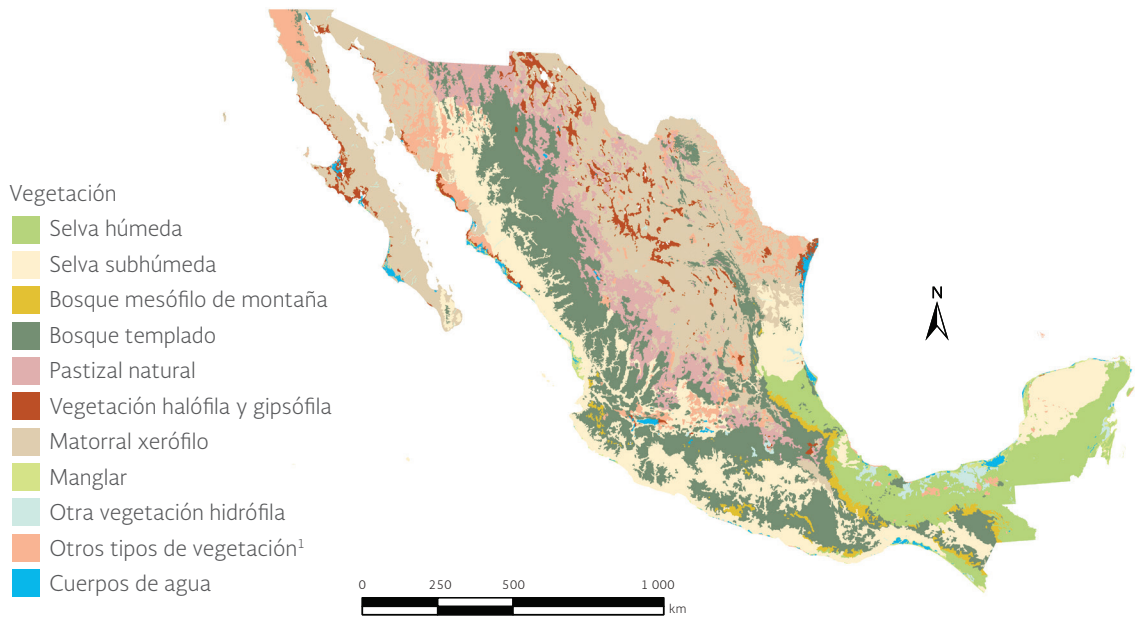 Vegetación
Selva húmeda
Selva subhúmeda
Bosque mesófilo de montaña
Bosque templado
Pastizal natural
Vegetación halófila y gipsófila
Matorral xerófilo
Manglar
Otra vegetación hidrófila
Otros tipos de vegetación¹
Cuerpos de agua
N
0 250 500 1 000
km